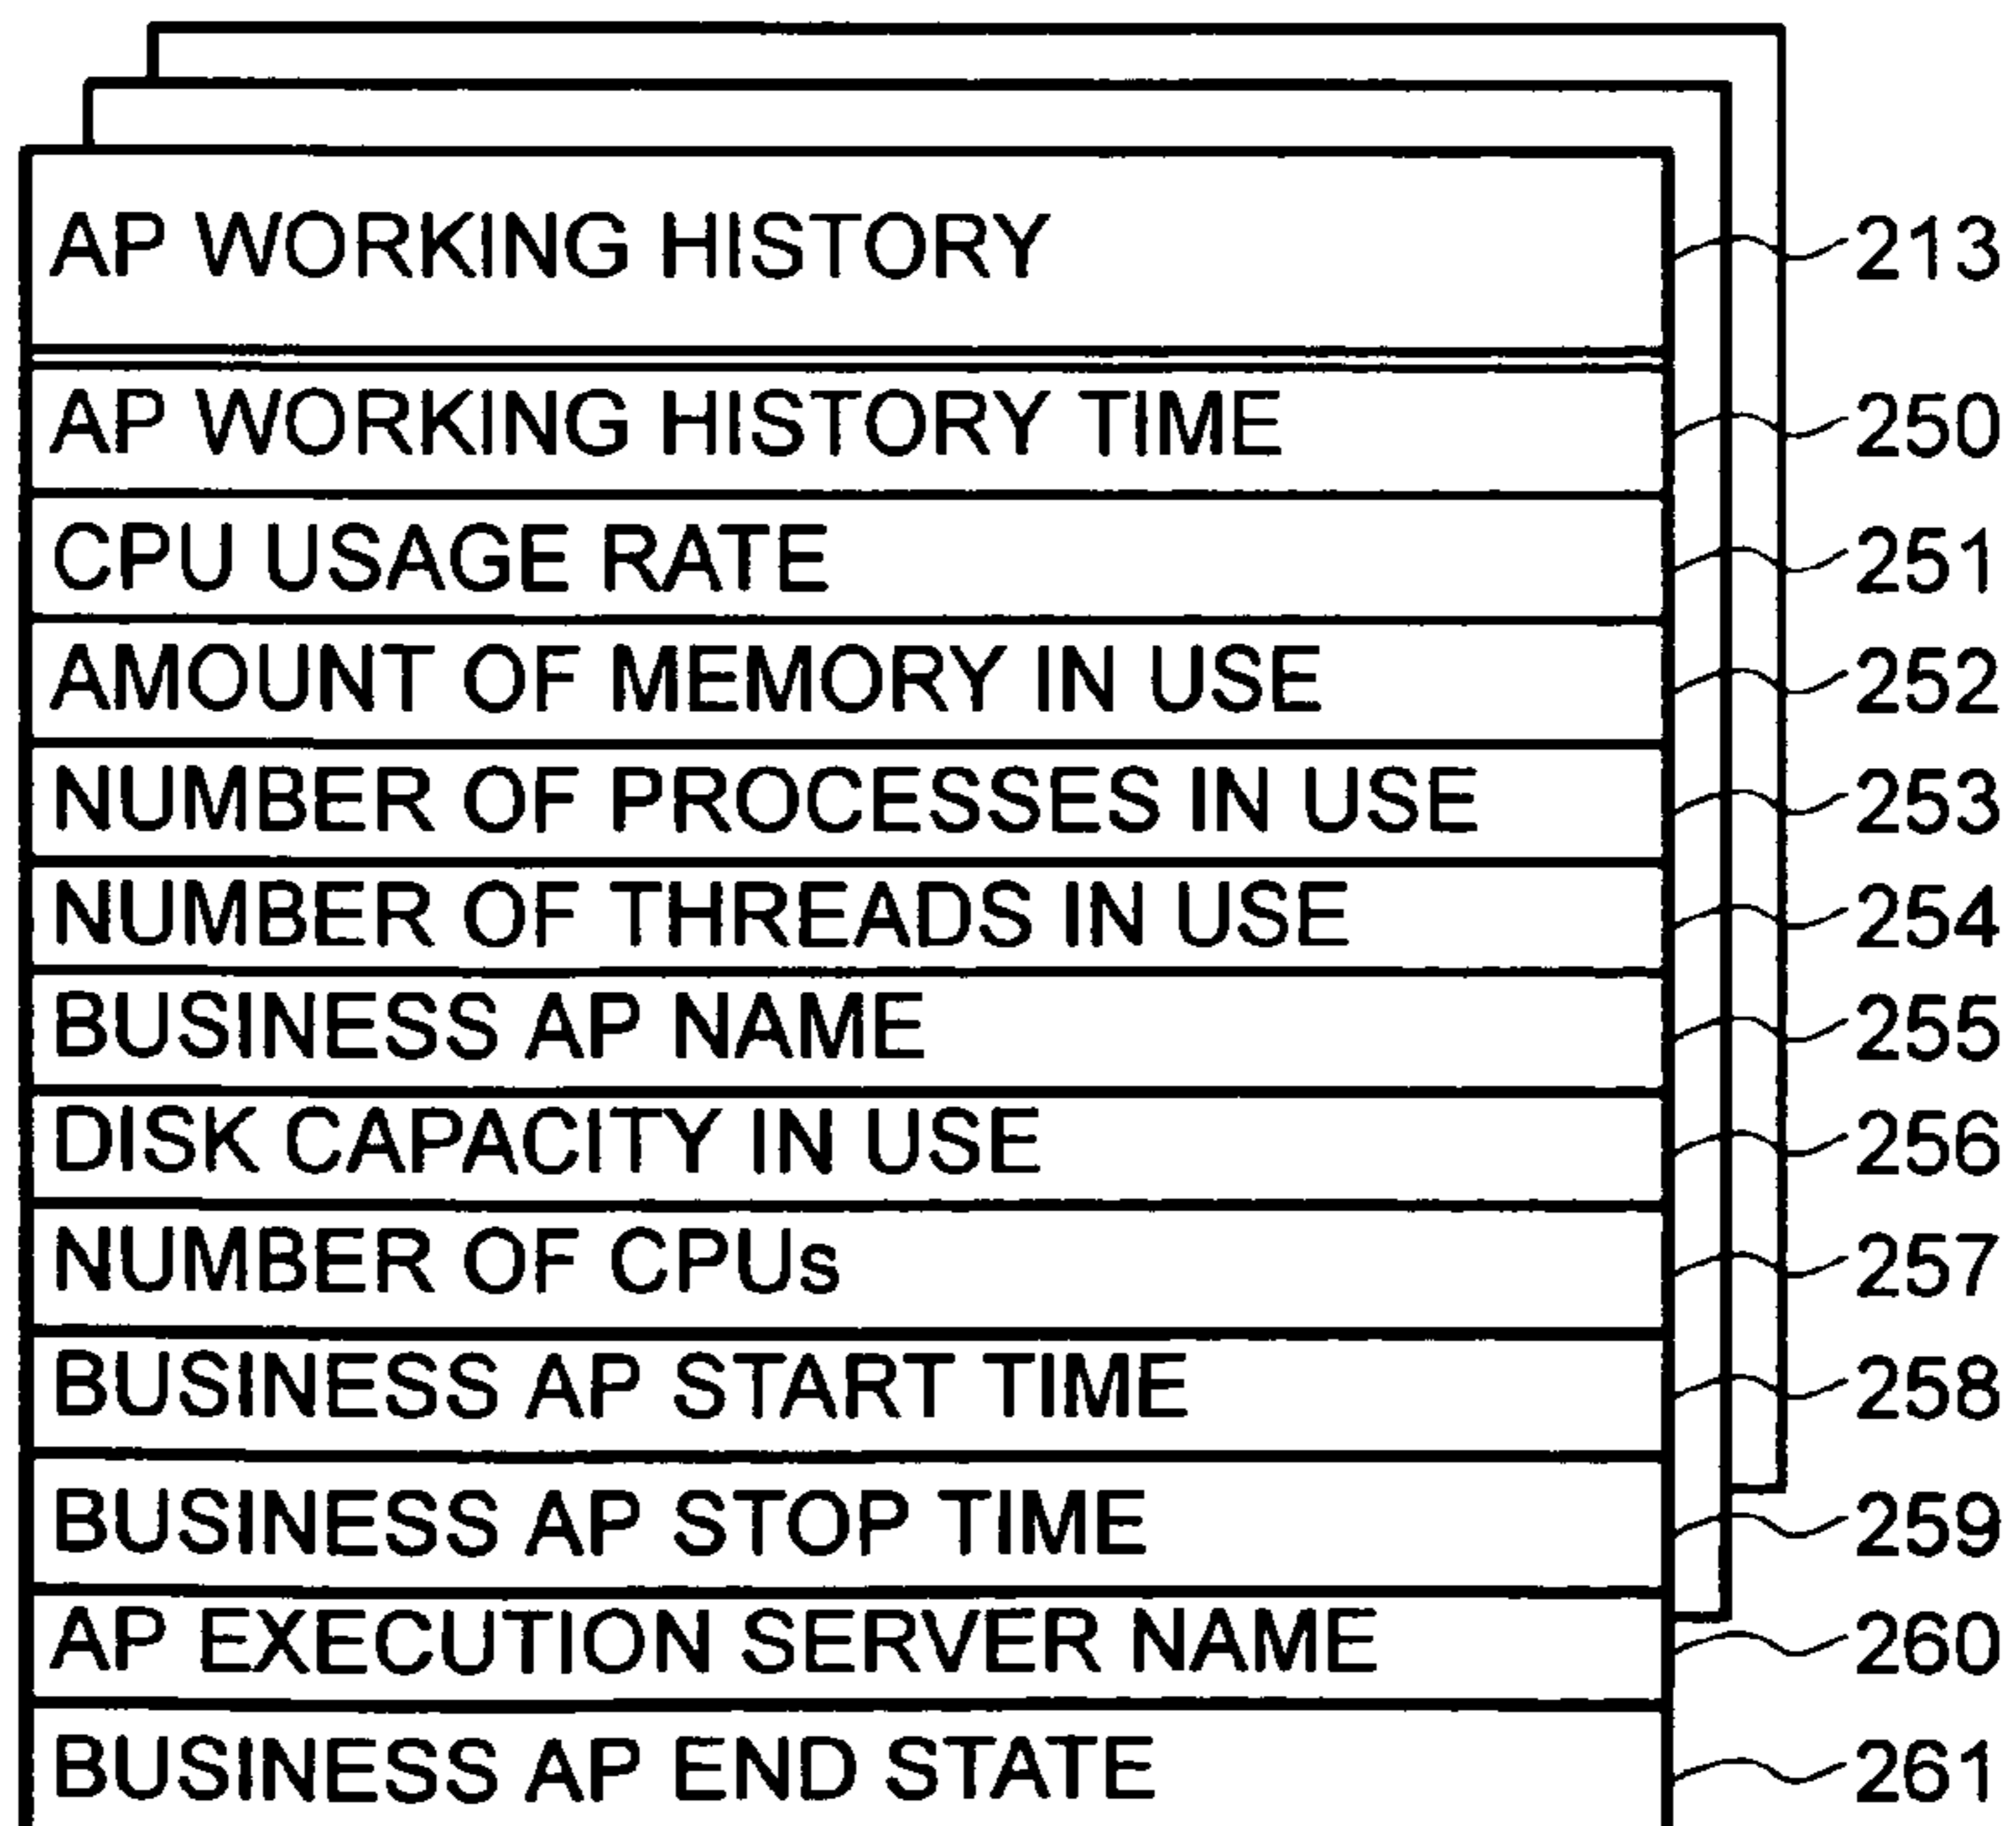 AP WORKING HISTORY 213
AP WORKING HISTORY TIME 250
CPU USAGE RATE 251
AMOUNT OF MEMORY IN USE 252
NUMBER OF PROCESSES IN USE 253
NUMBER OF THREADS IN USE 254
BUSINESS AP NAME 255
DISK CAPACITY IN USE 256
NUMBER OF CPUs 257
BUSINESS AP START TIME 258
BUSINESS AP STOP TIME 259
AP EXECUTION SERVER NAME 260
BUSINESS AP END STATE 261